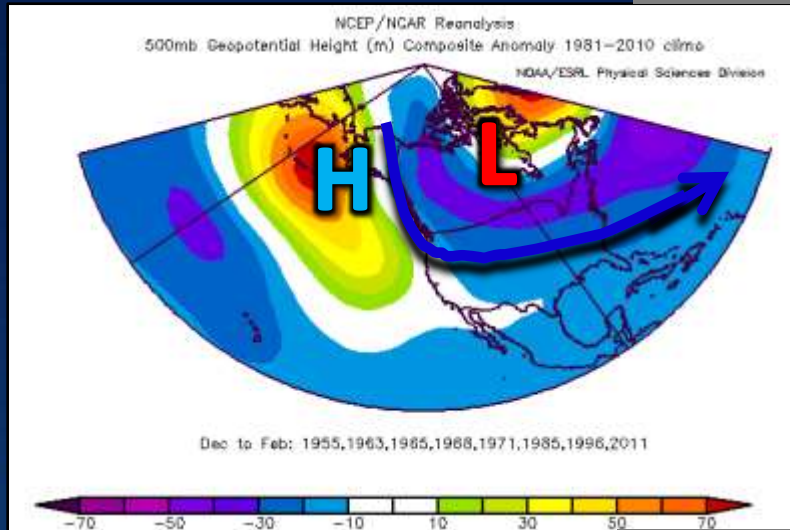 NCEP/NCAR Reanalysis
500mb Geopotential Height (m) Composite Anomaly 1981-2010 climo
NOAA/ESRL Physical Sciences Division
H
L
Dec to Feb: 1955,1963,1965,1968,1971,1985,1996,2011
-70 -50 -30 -10 10 30 50 70